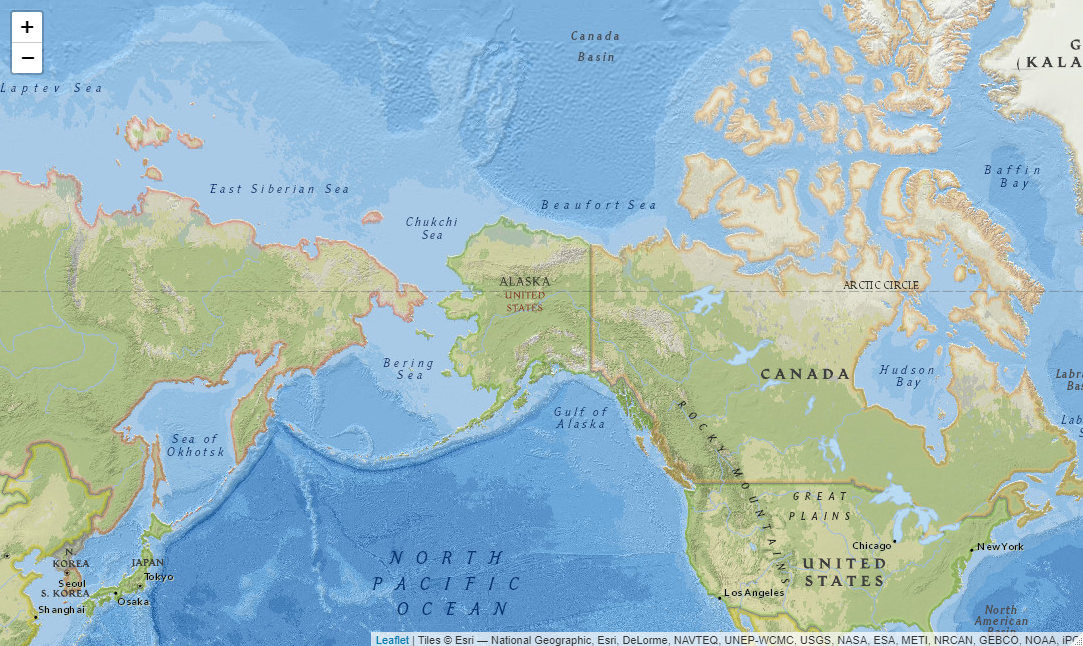 +
−
Canada
Basin
G
(KALA
Laptev Sea
Baffin
Bay
East Siberian Sea
Beaufort Sea
Chukchi
Sea
ALASKA
UNITED
STATES
ARCTIC CIRCLE
Bering
Sea
CANADA
Hudson
Bay
Labra
Bas
Gulf of
Alaska
ROCKY MOUNTAINS
Lab
S
Sea of
Okhotsk
GREAT
PLAINS
NORTH
PACIFIC
OCEAN
Chicago
New York
UNITED
STATES
Los Angeles
N.
KOREA
JAPAN
Seoul
Tokyo
S. KOREA
Osaka
Shanghai
North
American
Basin
Leaflet | Tiles © Esri — National Geographic, Esri, DeLorme, NAVTEQ, UNEP-WCMC, USGS, NASA, ESA, METI, NRCAN, GEBCO, NOAA, iPC